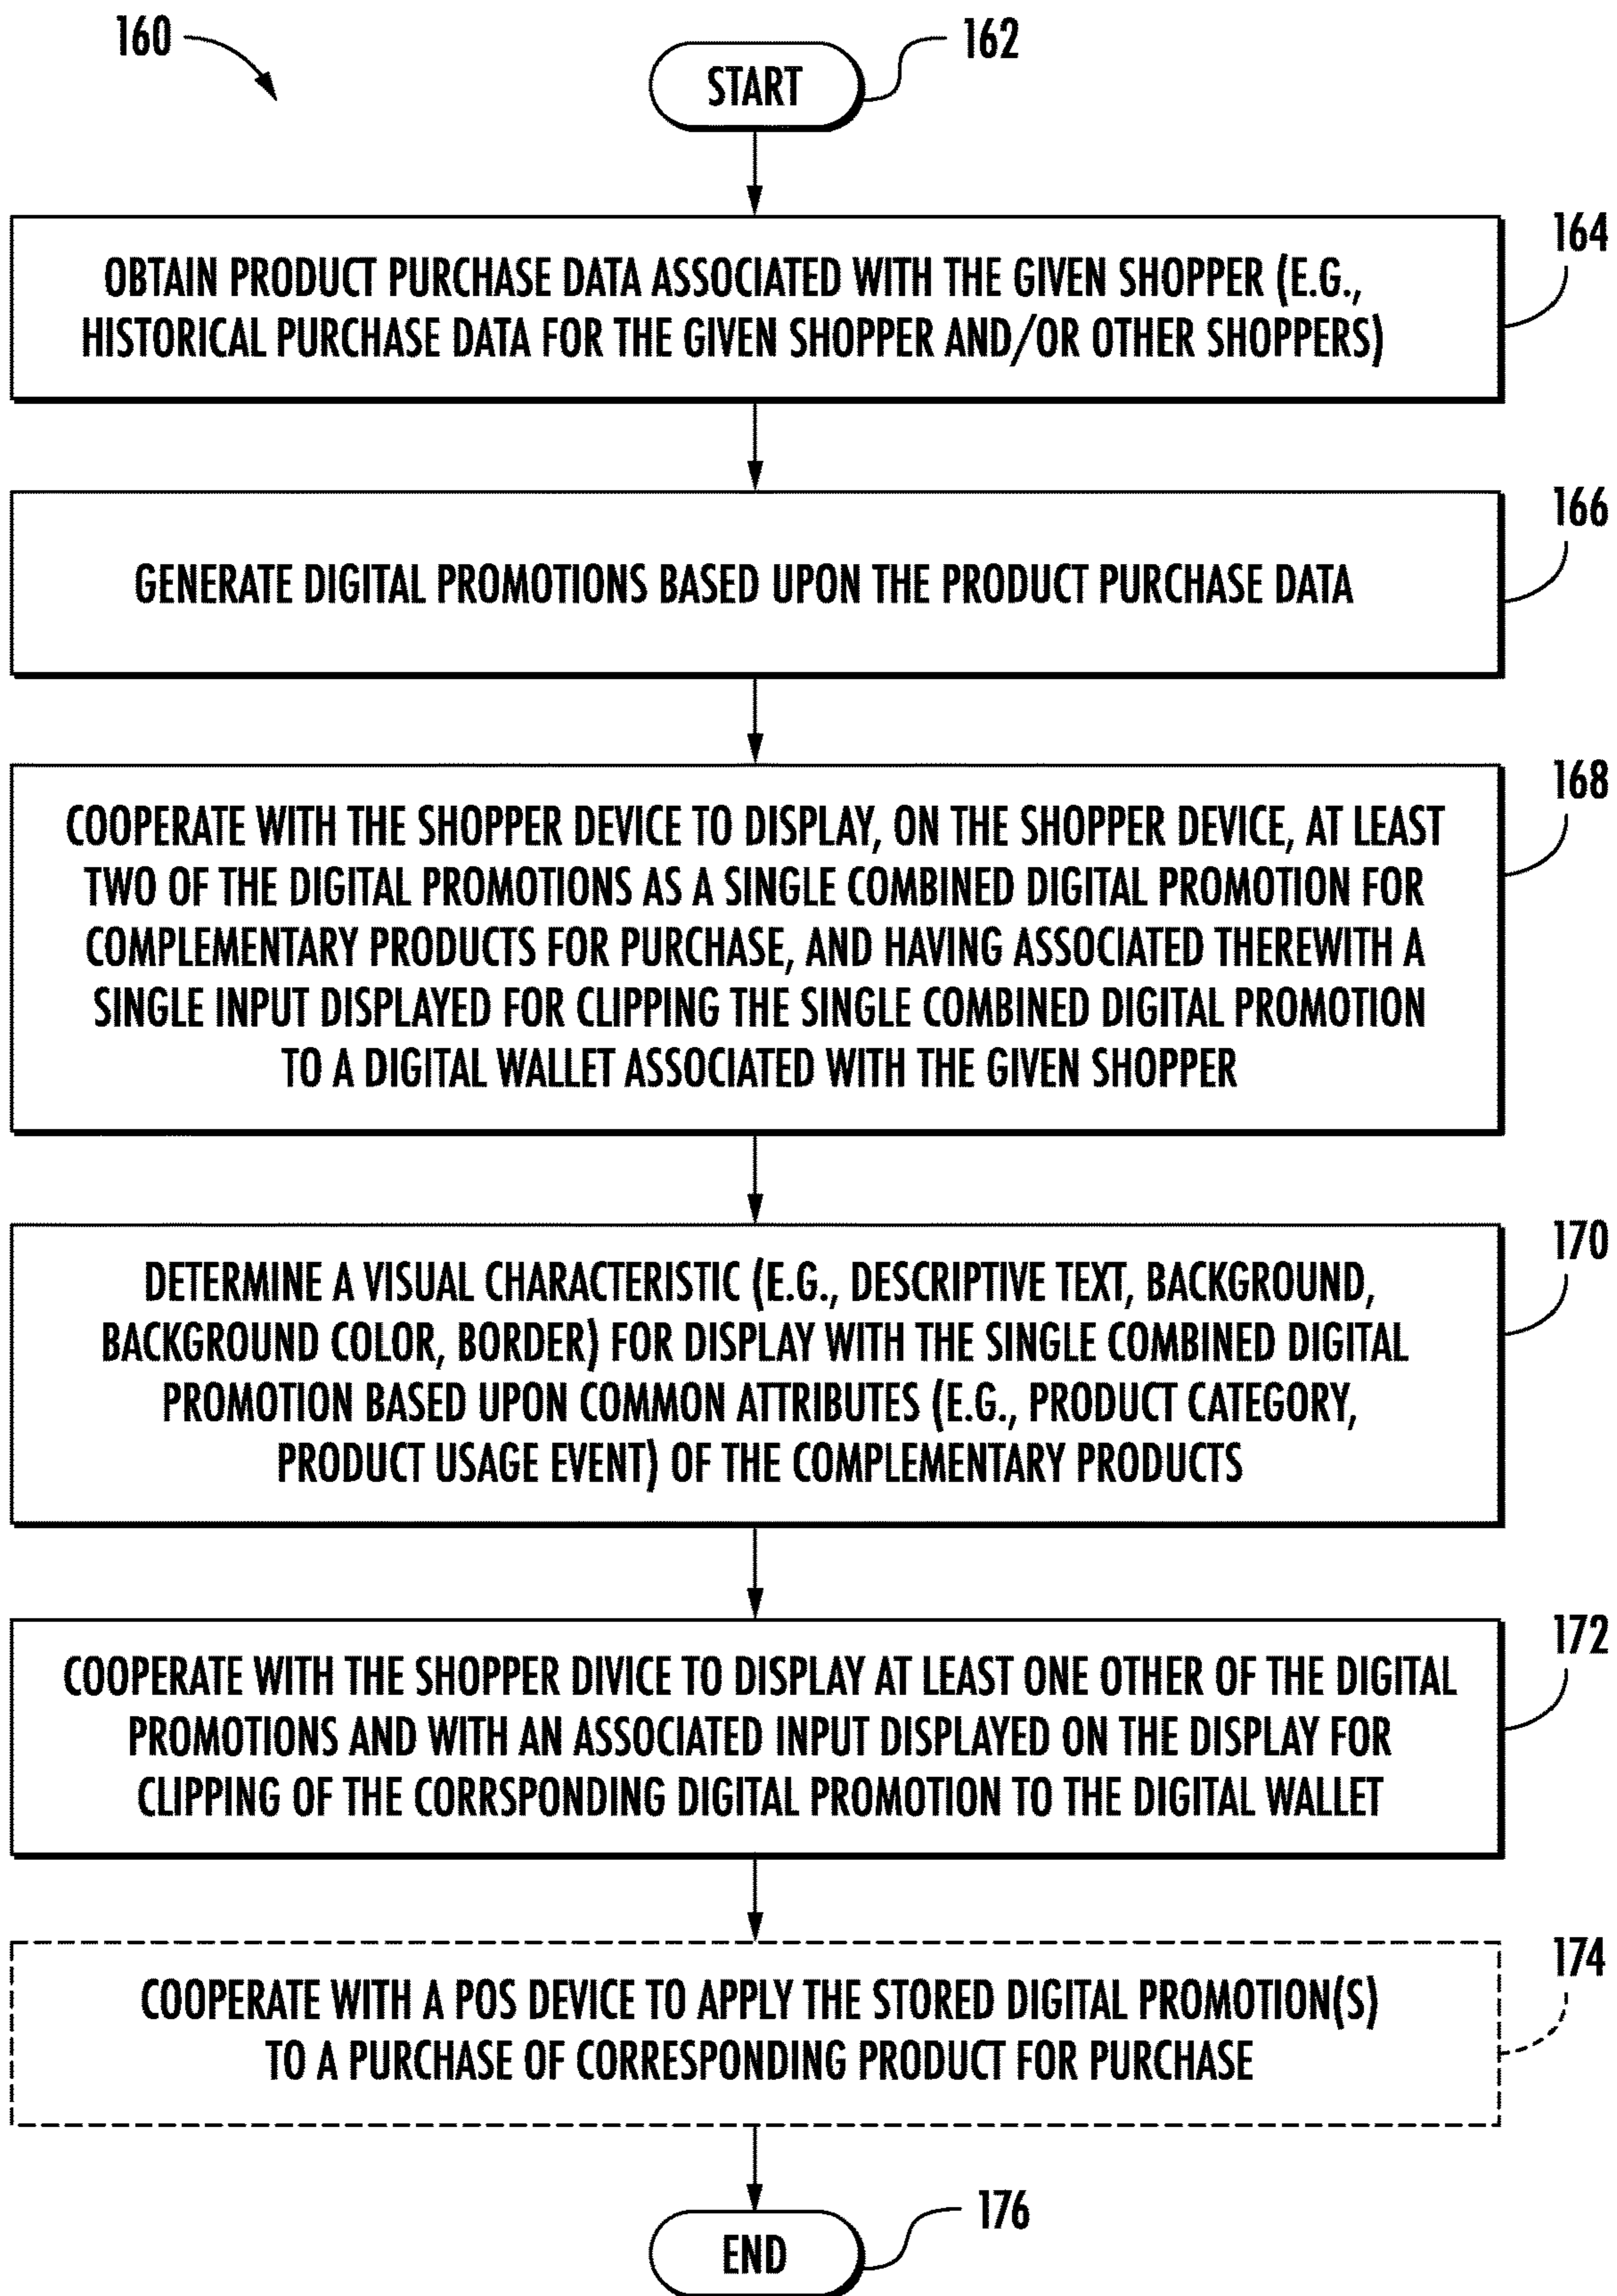 160
START
162
164
OBTAIN PRODUCT PURCHASE DATA ASSOCIATED WITH THE GIVEN SHOPPER (E.G.,
HISTORICAL PURCHASE DATA FOR THE GIVEN SHOPPER AND/OR OTHER SHOPPERS)
166
GENERATE DIGITAL PROMOTIONS BASED UPON THE PRODUCT PURCHASE DATA
168
COOPERATE WITH THE SHOPPER DEVICE TO DISPLAY, ON THE SHOPPER DEVICE, AT LEAST
TWO OF THE DIGITAL PROMOTIONS AS A SINGLE COMBINED DIGITAL PROMOTION FOR
COMPLEMENTARY PRODUCTS FOR PURCHASE, AND HAVING ASSOCIATED THEREWITH A
SINGLE INPUT DISPLAYED FOR CLIPPING THE SINGLE COMBINED DIGITAL PROMOTION
TO A DIGITAL WALLET ASSOCIATED WITH THE GIVEN SHOPPER
170
DETERMINE A VISUAL CHARACTERISTIC (E.G., DESCRIPTIVE TEXT, BACKGROUND,
BACKGROUND COLOR, BORDER) FOR DISPLAY WITH THE SINGLE COMBINED DIGITAL
PROMOTION BASED UPON COMMON ATTRIBUTES (E.G., PRODUCT CATEGORY,
PRODUCT USAGE EVENT) OF THE COMPLEMENTARY PRODUCTS
172
COOPERATE WITH THE SHOPPER DIVICE TO DISPLAY AT LEAST ONE OTHER OF THE DIGITAL
PROMOTIONS AND WITH AN ASSOCIATED INPUT DISPLAYED ON THE DISPLAY FOR
CLIPPING OF THE CORRSPONDING DIGITAL PROMOTION TO THE DIGITAL WALLET
174
COOPERATE WITH A POS DEVICE TO APPLY THE STORED DIGITAL PROMOTION(S)
TO A PURCHASE OF CORRESPONDING PRODUCT FOR PURCHASE
176
END